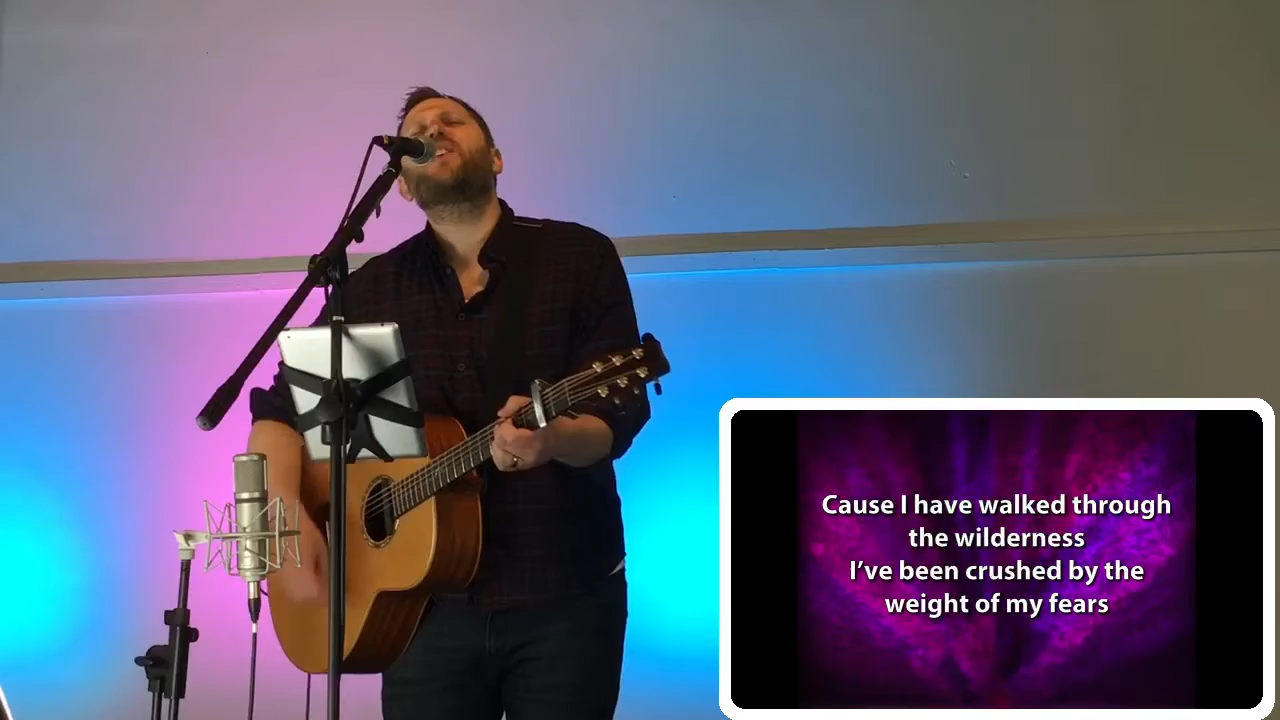 Cause I have walked through
the wilderness
I've been crushed by the
weight of my fears